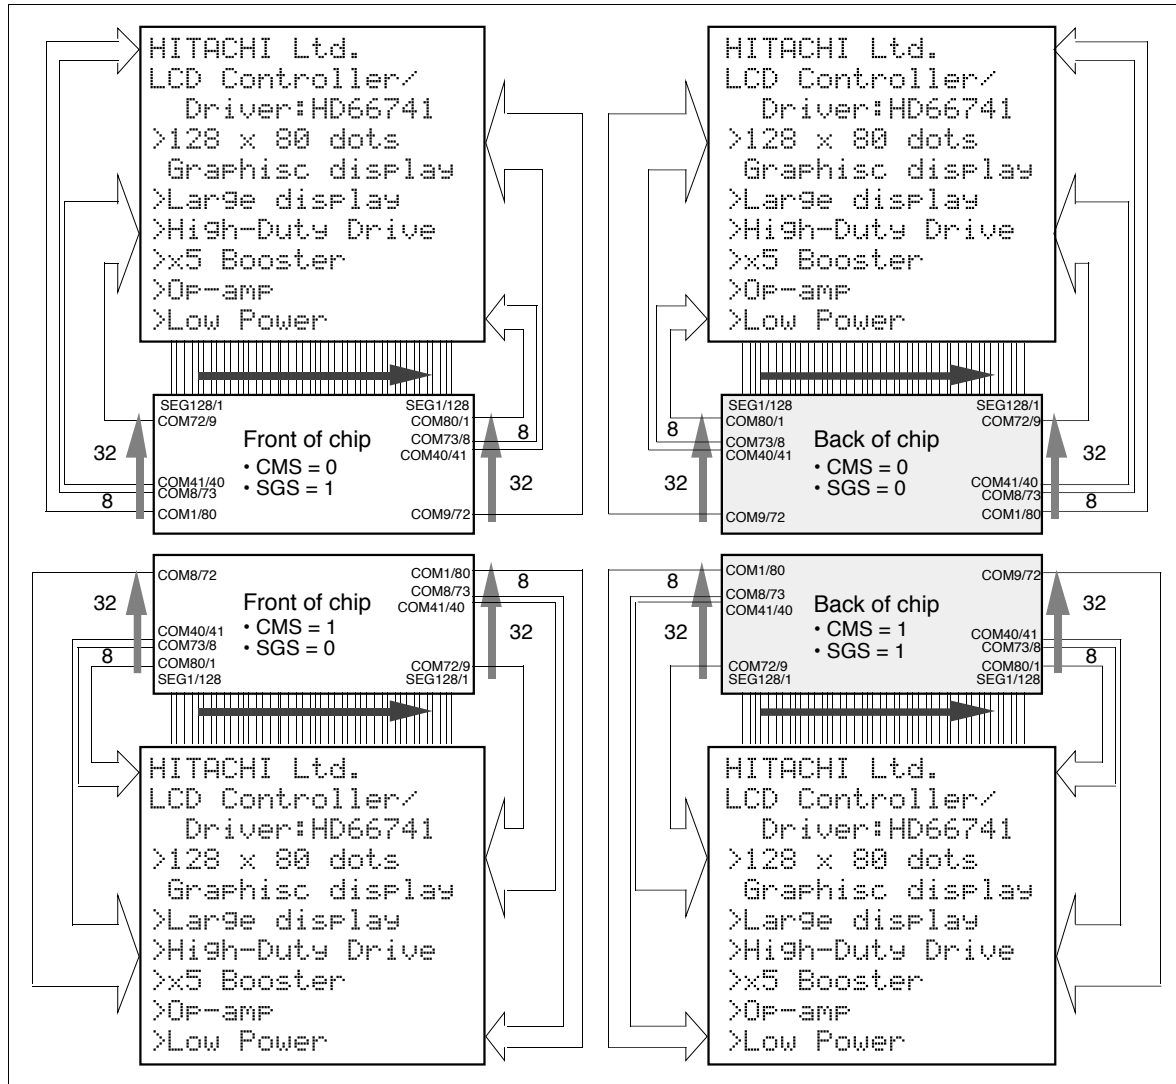 HITACHI Ltd.
LCD Controller/
Driver:HD66741
>128 x 80 dots
Graphisc display
>Large display
>High-Duty Drive
>x5 Booster
>Op-amp
>Low Power
SEG128/1
SEG1/128
COM72/9
COM80/1
COM73/8
COM40/41
Front of chip
• CMS = 0
• SGS = 1
32
8
32
8
COM41/40
COM8/73
COM1/80
COM9/72
HITACHI Ltd.
LCD Controller/
Driver:HD66741
>128 x 80 dots
Graphisc display
>Large display
>High-Duty Drive
>x5 Booster
>Op-amp
>Low Power
SEG1/128
SEG128/1
COM80/1
COM72/9
COM73/8
COM40/41
Back of chip
• CMS = 0
• SGS = 0
8
32
32
8
COM41/40
COM8/73
COM9/72
COM1/80
COM8/72
COM1/80
COM8/73
COM41/40
Front of chip
• CMS = 1
• SGS = 0
32
8
8
32
COM40/41
COM73/8
COM80/1
COM72/9
SEG1/128
SEG128/1
HITACHI Ltd.
LCD Controller/
Driver:HD66741
>128 x 80 dots
Graphisc display
>Large display
>High-Duty Drive
>x5 Booster
>Op-amp
>Low Power
COM1/80
COM9/72
COM8/73
COM41/40
Back of chip
• CMS = 1
• SGS = 1
8
32
32
8
COM40/41
COM73/8
COM72/9
COM80/1
SEG128/1
SEG1/128
HITACHI Ltd.
LCD Controller/
Driver:HD66741
>128 x 80 dots
Graphisc display
>Large display
>High-Duty Drive
>x5 Booster
>Op-amp
>Low Power